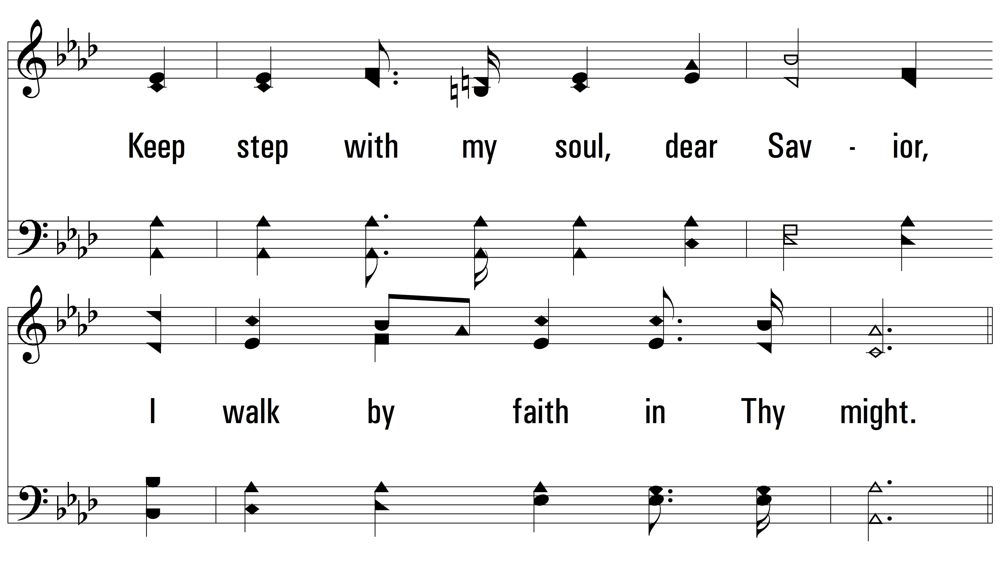 Keep step with my soul, dear Sav - ior,
I walk by faith in Thy might.